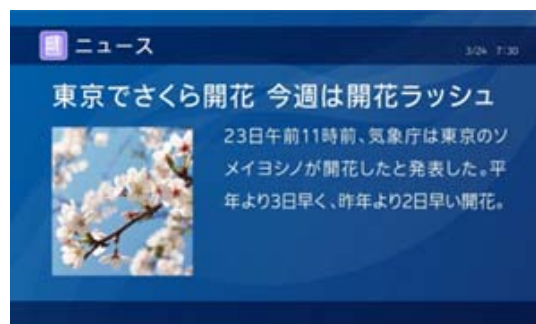 ニュース
3/24 7:30
東京でさくら開花 今週は開花ラッシュ
23日午前11時前、気象庁は東京のソ
メイヨシノが開花したと発表した。平
年より3日早く、昨年より2日早い開花。